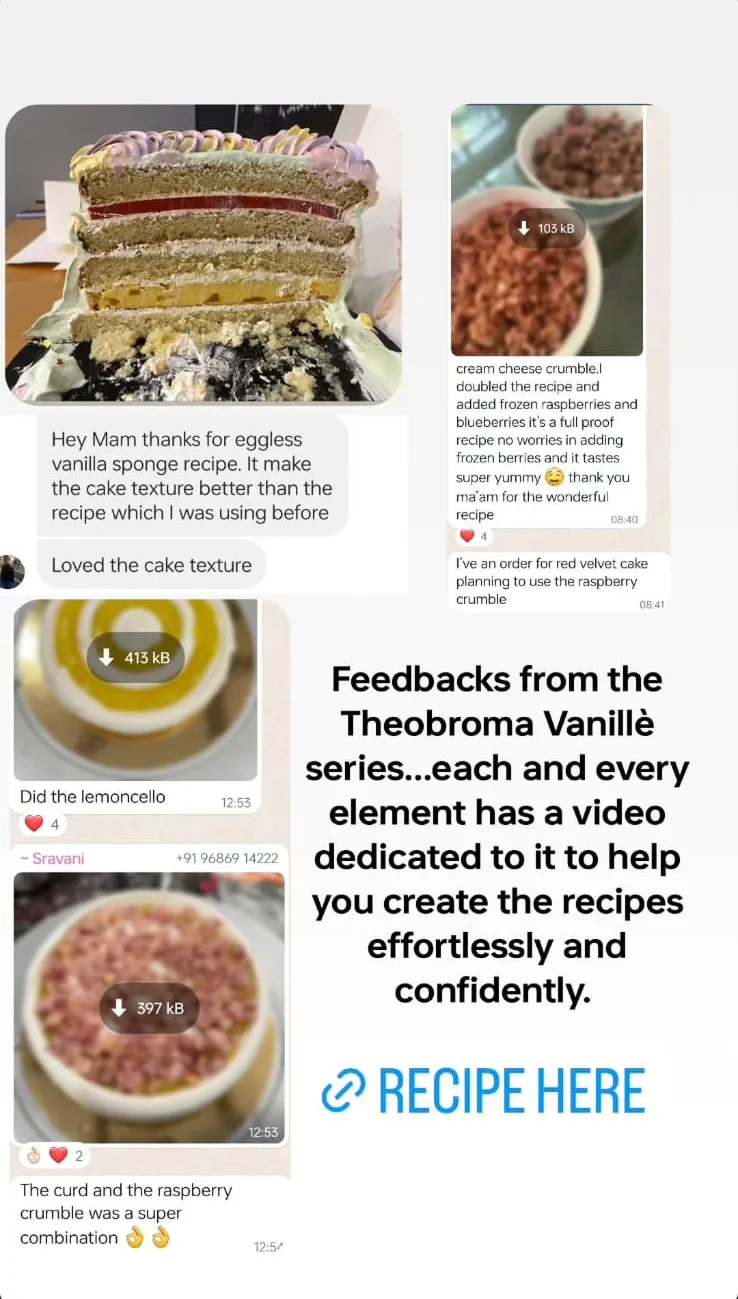 Hey Mam thanks for eggless
vanilla sponge recipe. It make
the cake texture better than the
recipe which I was using before
Loved the cake texture
103 kB
cream cheese crumble.I
doubled the recipe and
added frozen raspberries and
blueberries it's a full proof
recipe no worries in adding
frozen berries and it tastes
super yummy 🤤 thank you
ma'am for the wonderful
recipe
08:40
❤️ 4
I've an order for red velvet cake
planning to use the raspberry
crumble
08:41
413 kB
Did the lemoncello
12:53
❤️ 4
~ Sravani
+91 96869 14222
397 kB
12:53
👌🏻 ❤️ 2
The curd and the raspberry
crumble was a super
combination 👌 👌
12:54
Feedbacks from the
Theobroma Vanillè
series...each and every
element has a video
dedicated to it to help
you create the recipes
effortlessly and
confidently.
RECIPE HERE